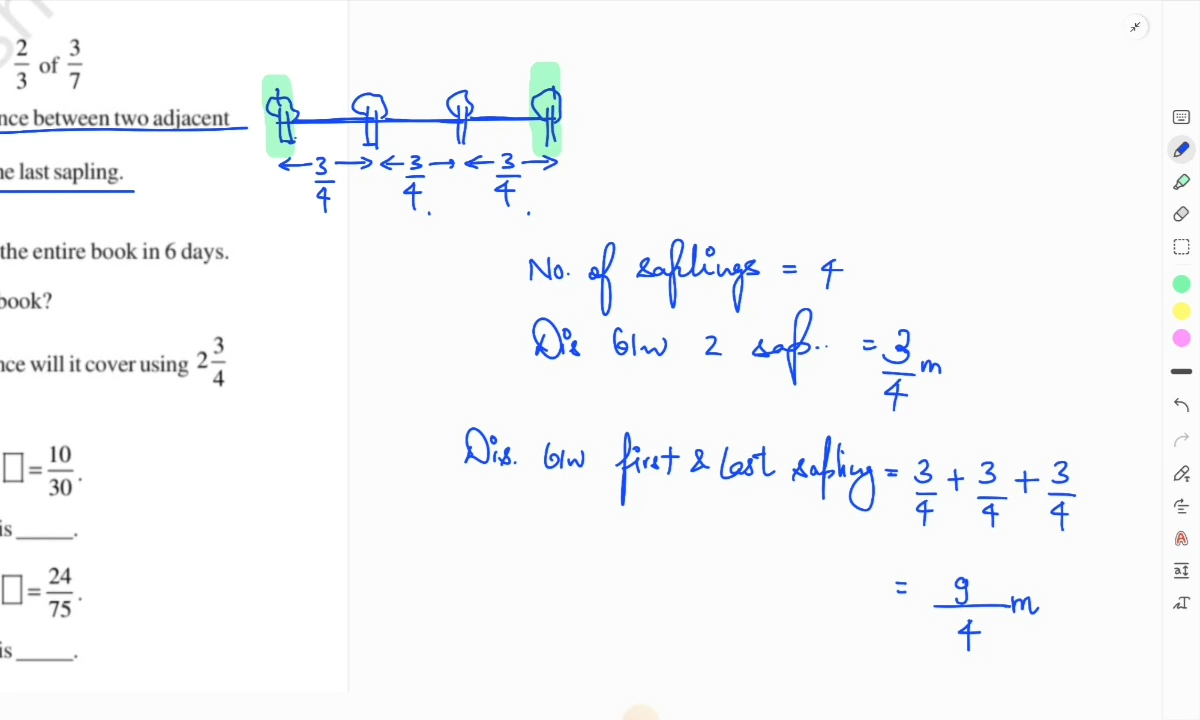 2/3 of 3/7
nce between two adjacent
he last sapling.
the entire book in 6 days.
book?
nce will it cover using 2 3/4
□ = 10/30 .
is _____.
□ = 24/75 .
is _____.
3/4 3/4 3/4
No. of saplings = 4
Dis b/w 2 sap.. = 3/4 m
Dis. b/w first & last sapling = 3/4 + 3/4 + 3/4
= 9/4 m